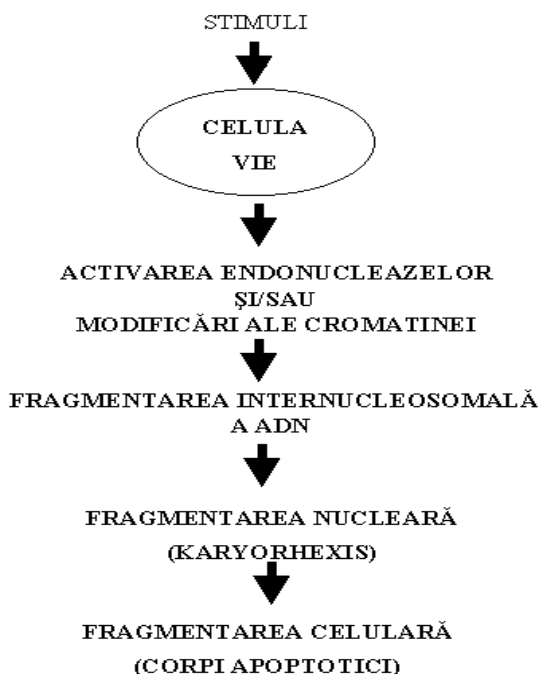 STIMULI
CELULA
VIE
ACTIVAREA ENDONUCLEAZELOR
ŞI/SAU
MODIFICĂRI ALE CROMATINEI
FRAGMENTAREA INTERNUCLEOSOMALĂ
A ADN
FRAGMENTAREA NUCLEARĂ
(KARYORHEXIS)
FRAGMENTAREA CELULARĂ
(CORPI APOPTOTICI)